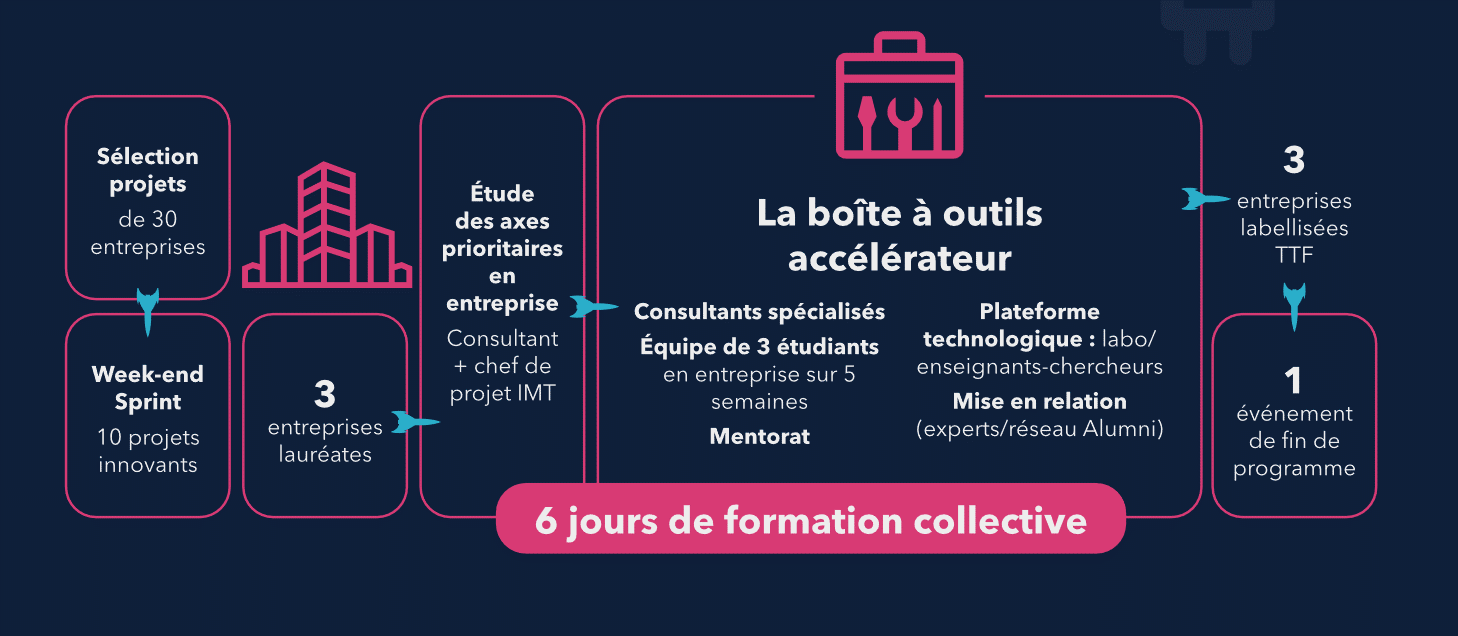 Sélection
projets
de 30
entreprises
Week-end
Sprint
10 projets
innovants
3
entreprises
lauréates
Étude
des axes
prioritaires
en
entreprise
Consultant
+ chef de
projet IMT
La boîte à outils
accélérateur
Consultants spécialisés
Équipe de 3 étudiants
en entreprise sur 5
semaines
Mentorat
Plateforme
technologique : labo/
enseignants-chercheurs
Mise en relation
(experts/réseau Alumni)
6 jours de formation collective
3
entreprises
labellisées
TTF
1
événement
de fin de
programme